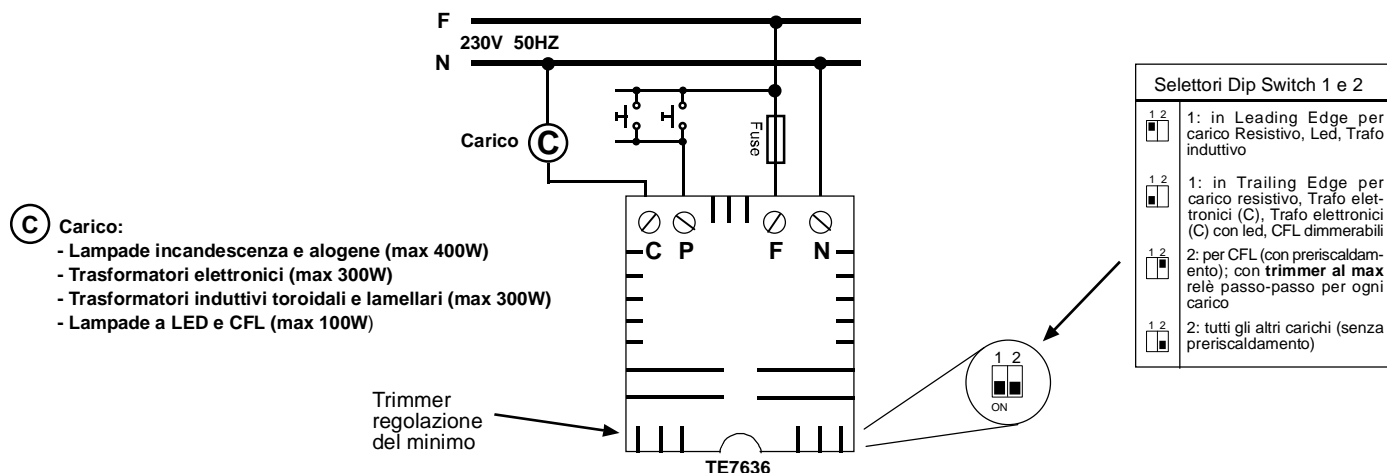 F
230V 50HZ
N
Carico C
Fuse
C P F N
C Carico:
- Lampade incandescenza e alogene (max 400W)
- Trasformatori elettronici (max 300W)
- Trasformatori induttivi toroidali e lamellari (max 300W)
- Lampade a LED e CFL (max 100W)
Trimmer
regolazione
del minimo
TE7636
1 2
ON
Selettori Dip Switch 1 e 2
1 2
1: in Leading Edge per
carico Resistivo, Led, Trafo
induttivo
1 2
1: in Trailing Edge per
carico resistivo, Trafo elet-
tronici (C), Trafo elettronici
(C) con led, CFL dimmerabili
1 2
2: per CFL (con preriscaldam-
ento); con trimmer al max
relè passo-passo per ogni
carico
1 2
2: tutti gli altri carichi (senza
preriscaldamento)